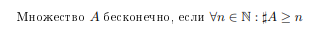 Множество A бесконечно, если ∀n ∈ ℕ : ♯A ≥ n